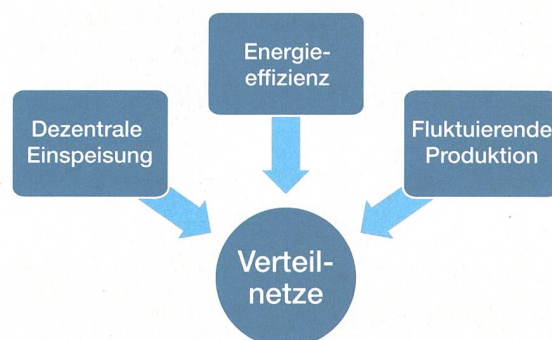 Energie-
effizienz
Dezentrale
Einspeisung
Fluktuierende
Produktion
Verteil-
netze